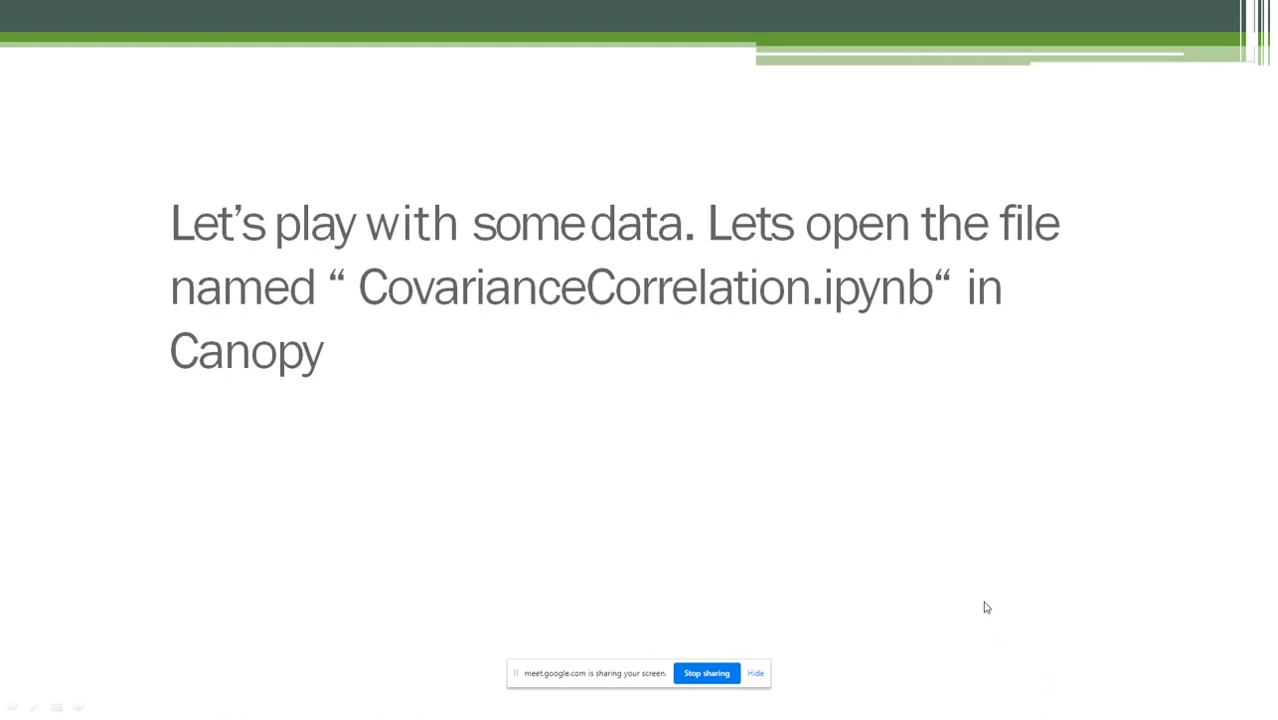 Let’s play with some data. Lets open the file
named “ CovarianceCorrelation.ipynb“ in
Canopy
meet.google.com is sharing your screen. Stop sharing Hide